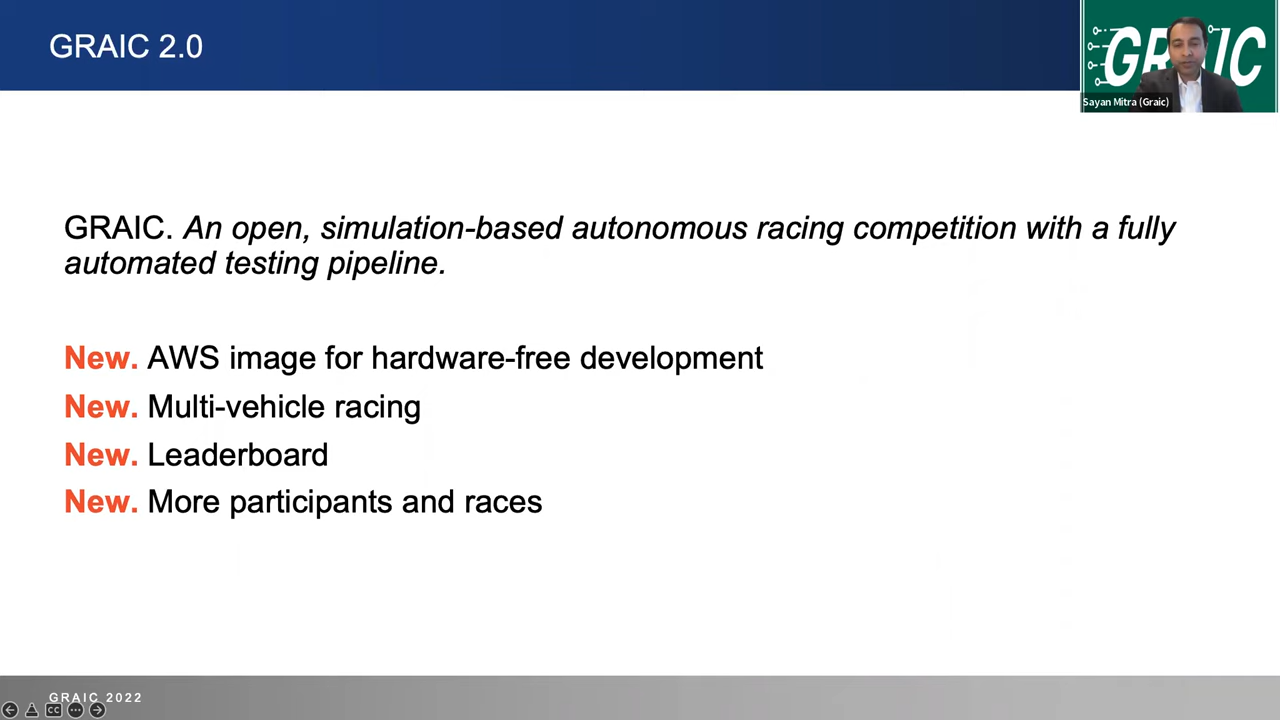 GRAIC 2.0
GRAIC
Sayan Mitra (Graic)
GRAIC. An open, simulation-based autonomous racing competition with a fully
automated testing pipeline.
New. AWS image for hardware-free development
New. Multi-vehicle racing
New. Leaderboard
New. More participants and races
GRAIC 2022
CC